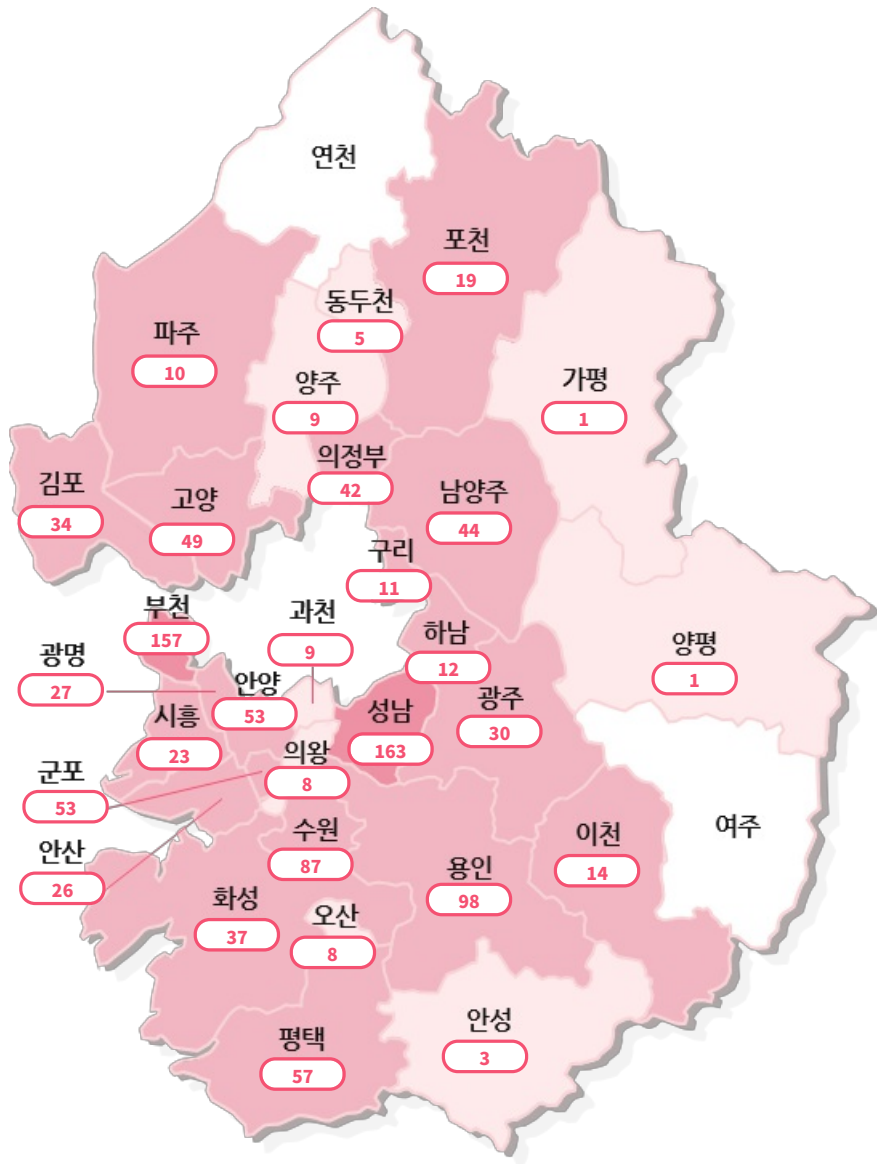 연천
포천
19
동두천
5
파주
10
양주
9
가평
1
의정부
42
김포
34
고양
49
남양주
44
구리
11
부천
157
과천
9
하남
12
양평
1
광명
27
안양
53
시흥
23
성남
163
광주
30
의왕
8
군포
53
수원
87
이천
14
여주
안산
26
용인
98
화성
37
오산
8
안성
3
평택
57